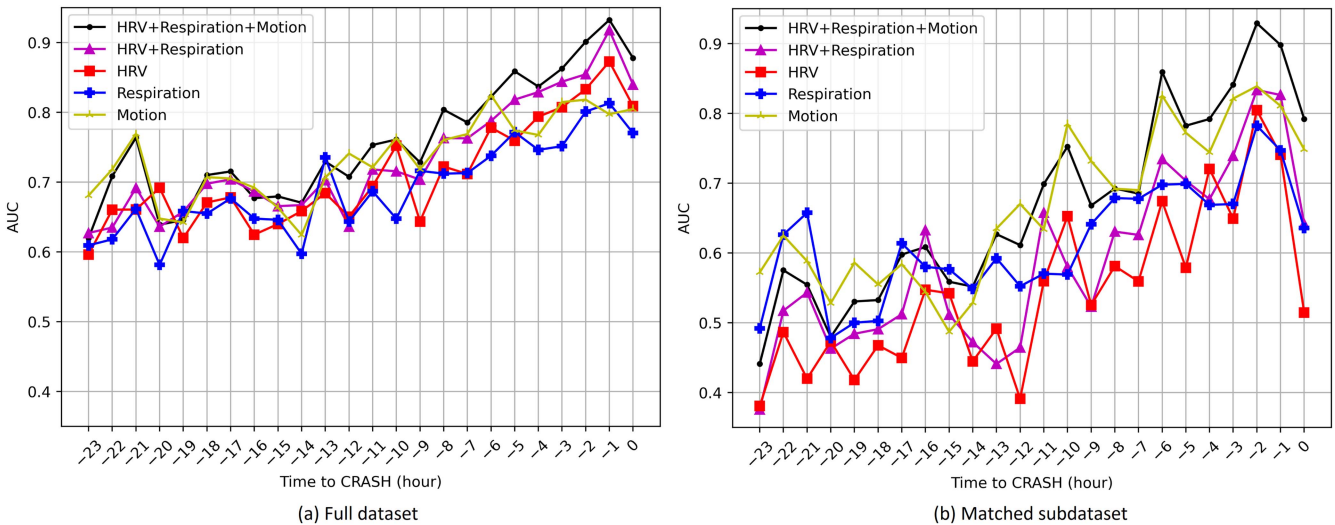 HRV+Respiration+Motion
HRV+Respiration
HRV
Respiration
Motion
AUC
0.9
0.8
0.7
0.6
0.5
0.4
−23 −22 −21 −20 −19 −18 −17 −16 −15 −14 −13 −12 −11 −10 −9 −8 −7 −6 −5 −4 −3 −2 −1 0
Time to CRASH (hour)
(a) Full dataset
HRV+Respiration+Motion
HRV+Respiration
HRV
Respiration
Motion
AUC
0.9
0.8
0.7
0.6
0.5
0.4
−23 −22 −21 −20 −19 −18 −17 −16 −15 −14 −13 −12 −11 −10 −9 −8 −7 −6 −5 −4 −3 −2 −1 0
Time to CRASH (hour)
(b) Matched subdataset